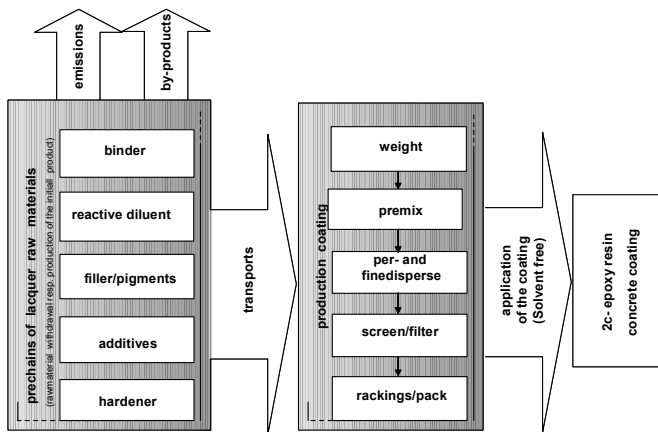 emissions
by-products
prechains of lacquer raw materials
(rawmaterial withdrawal resp. production of the initiall product)
binder
reactive diluent
filler/pigments
additives
hardener
transports
production coating
weight
premix
per- and
finedisperse
screen/filter
rackings/pack
application
of the coating
(Solvent free)
2c- epoxy resin
concrete coating